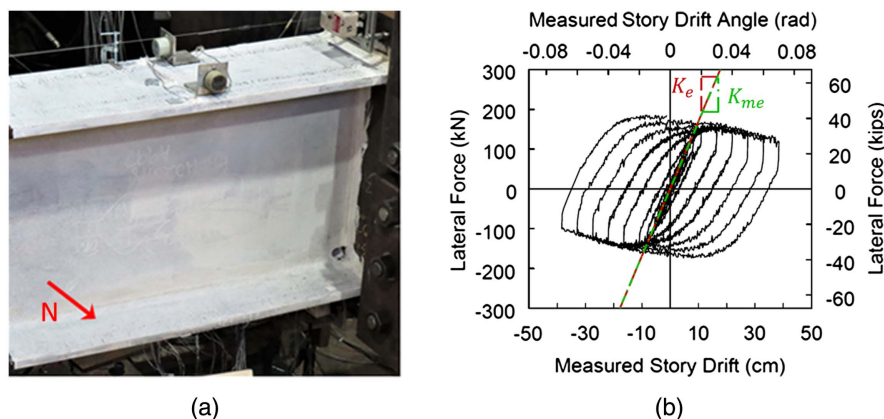 N
(a)
Measured Story Drift Angle (rad)
-0.08 -0.04 0 0.04 0.08
300
200
100
0
-100
-200
-300
Lateral Force (kN)
K_e
K_me
60
40
20
0
-20
-40
-60
Lateral Force (kips)
-50 -30 -10 10 30 50
Measured Story Drift (cm)
(b)